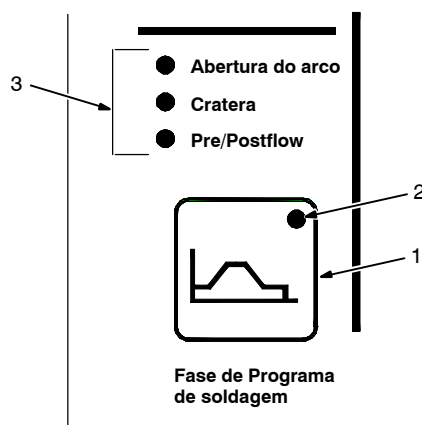 Abertura do arco
3
Cratera
Pre/Postflow
2
1
Fase de Programa
de soldagem